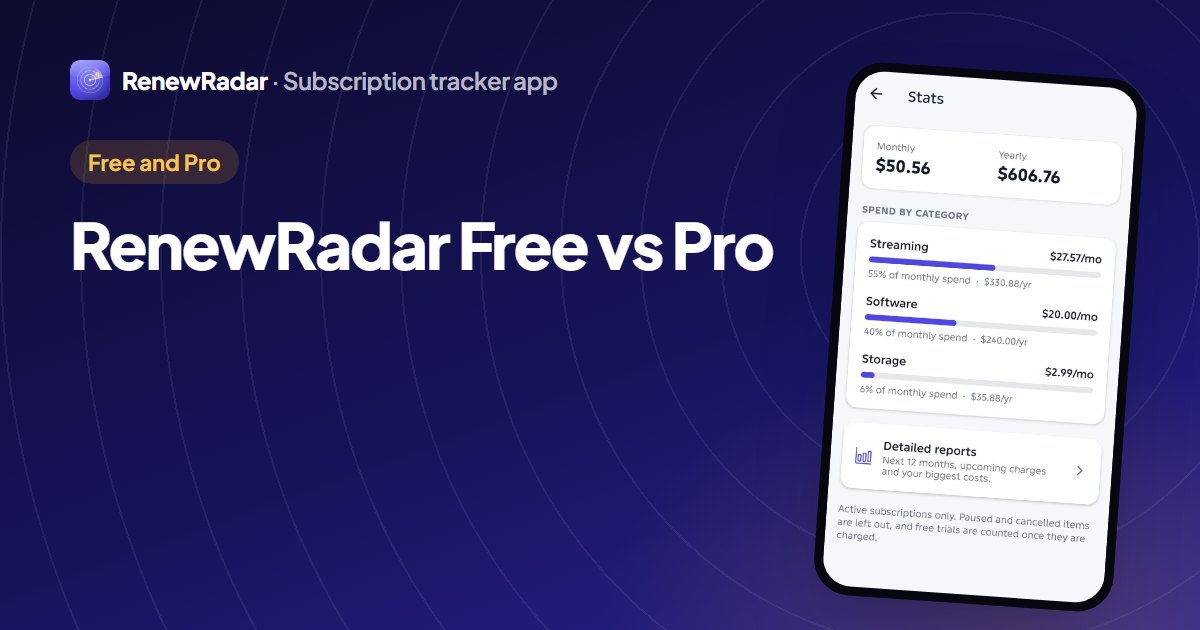 RenewRadar · Subscription tracker app
Free and Pro
RenewRadar Free vs Pro
Stats
Monthly
$50.56
Yearly
$606.76
SPEND BY CATEGORY
Streaming
$27.57/mo
55% of monthly spend · $330.88/yr
Software
$20.00/mo
40% of monthly spend · $240.00/yr
Storage
$2.99/mo
6% of monthly spend · $35.88/yr
Detailed reports
Next 12 months, upcoming charges
and your biggest costs.
Active subscriptions only. Paused and cancelled items
are left out, and free trials are counted once they are
charged.